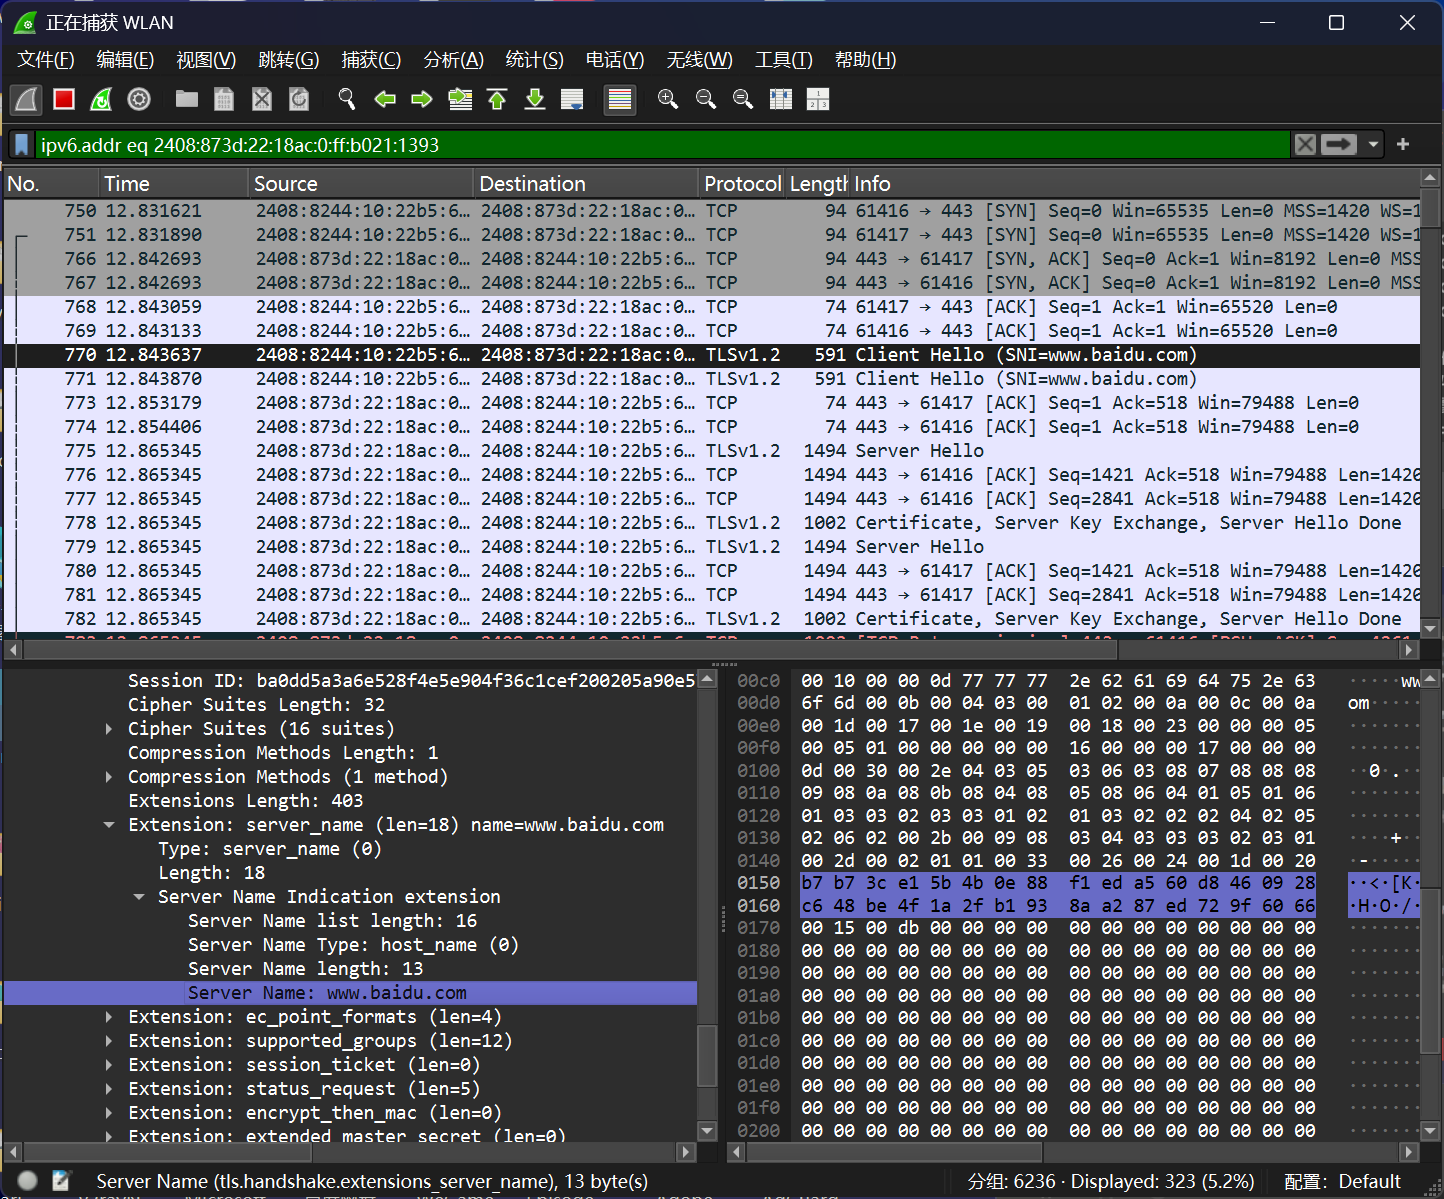 正在捕获 WLAN
文件(F) 编辑(E) 视图(V) 跳转(G) 捕获(C) 分析(A) 统计(S) 电话(Y) 无线(W) 工具(T) 帮助(H)
ipv6.addr eq 2408:873d:22:18ac:0:ff:b021:1393
No. Time Source Destination Protocol Length Info
750 12.831621 2408:8244:10:22b5:6… 2408:873d:22:18ac:0… TCP 94 61416 → 443 [SYN] Seq=0 Win=65535 Len=0 MSS=1420 WS=1
751 12.831890 2408:8244:10:22b5:6… 2408:873d:22:18ac:0… TCP 94 61417 → 443 [SYN] Seq=0 Win=65535 Len=0 MSS=1420 WS=1
766 12.842693 2408:873d:22:18ac:0… 2408:8244:10:22b5:6… TCP 94 443 → 61417 [SYN, ACK] Seq=0 Ack=1 Win=8192 Len=0 MSS
767 12.842693 2408:873d:22:18ac:0… 2408:8244:10:22b5:6… TCP 94 443 → 61416 [SYN, ACK] Seq=0 Ack=1 Win=8192 Len=0 MSS
768 12.843059 2408:8244:10:22b5:6… 2408:873d:22:18ac:0… TCP 74 61417 → 443 [ACK] Seq=1 Ack=1 Win=65520 Len=0
769 12.843133 2408:8244:10:22b5:6… 2408:873d:22:18ac:0… TCP 74 61416 → 443 [ACK] Seq=1 Ack=1 Win=65520 Len=0
770 12.843637 2408:8244:10:22b5:6… 2408:873d:22:18ac:0… TLSv1.2 591 Client Hello (SNI=www.baidu.com)
771 12.843870 2408:8244:10:22b5:6… 2408:873d:22:18ac:0… TLSv1.2 591 Client Hello (SNI=www.baidu.com)
773 12.853179 2408:873d:22:18ac:0… 2408:8244:10:22b5:6… TCP 74 443 → 61417 [ACK] Seq=1 Ack=518 Win=79488 Len=0
774 12.854406 2408:873d:22:18ac:0… 2408:8244:10:22b5:6… TCP 74 443 → 61416 [ACK] Seq=1 Ack=518 Win=79488 Len=0
775 12.865345 2408:873d:22:18ac:0… 2408:8244:10:22b5:6… TLSv1.2 1494 Server Hello
776 12.865345 2408:873d:22:18ac:0… 2408:8244:10:22b5:6… TCP 1494 443 → 61416 [ACK] Seq=1421 Ack=518 Win=79488 Len=1420
777 12.865345 2408:873d:22:18ac:0… 2408:8244:10:22b5:6… TCP 1494 443 → 61416 [ACK] Seq=2841 Ack=518 Win=79488 Len=1420
778 12.865345 2408:873d:22:18ac:0… 2408:8244:10:22b5:6… TLSv1.2 1002 Certificate, Server Key Exchange, Server Hello Done
779 12.865345 2408:873d:22:18ac:0… 2408:8244:10:22b5:6… TLSv1.2 1494 Server Hello
780 12.865345 2408:873d:22:18ac:0… 2408:8244:10:22b5:6… TCP 1494 443 → 61417 [ACK] Seq=1421 Ack=518 Win=79488 Len=1420
781 12.865345 2408:873d:22:18ac:0… 2408:8244:10:22b5:6… TCP 1494 443 → 61417 [ACK] Seq=2841 Ack=518 Win=79488 Len=1420
782 12.865345 2408:873d:22:18ac:0… 2408:8244:10:22b5:6… TLSv1.2 1002 Certificate, Server Key Exchange, Server Hello Done
Session ID: ba0dd5a3a6e528f4e5e904f36c1cef200205a90e5
Cipher Suites Length: 32
Cipher Suites (16 suites)
Compression Methods Length: 1
Compression Methods (1 method)
Extensions Length: 403
Extension: server_name (len=18) name=www.baidu.com
Type: server_name (0)
Length: 18
Server Name Indication extension
Server Name list length: 16
Server Name Type: host_name (0)
Server Name length: 13
Server Name: www.baidu.com
Extension: ec_point_formats (len=4)
Extension: supported_groups (len=12)
Extension: session_ticket (len=0)
Extension: status_request (len=5)
Extension: encrypt_then_mac (len=0)
Extension: extended_master_secret (len=0)
00c0 00 10 00 00 0d 77 77 77 2e 62 61 69 64 75 2e 63 ·····ww
00d0 6f 6d 00 0b 00 04 03 00 01 02 00 0a 00 0c 00 0a om·····
00e0 00 1d 00 17 00 1e 00 19 00 18 00 23 00 00 00 05 ·······
00f0 00 05 01 00 00 00 00 00 16 00 00 00 17 00 00 00 ·······
0100 0d 00 30 00 2e 04 03 05 03 06 03 08 07 08 08 08 ··0·.··
0110 09 08 0a 08 0b 08 04 08 05 08 06 04 01 05 01 06 ·······
0120 01 03 03 02 03 03 01 02 01 03 02 02 02 04 02 05 ·······
0130 02 06 02 00 2b 00 09 08 03 04 03 03 03 02 03 01 ····+··
0140 00 2d 00 02 01 01 00 33 00 26 00 24 00 1d 00 20 ·-·····
0150 b7 b7 3c e1 5b 4b 0e 88 f1 ed a5 60 d8 46 09 28 ··<·[K·
0160 c6 48 be 4f 1a 2f b1 93 8a a2 87 ed 72 9f 60 66 ·H·O·/·
0170 00 15 00 db 00 00 00 00 00 00 00 00 00 00 00 00 ·······
0180 00 00 00 00 00 00 00 00 00 00 00 00 00 00 00 00 ·······
0190 00 00 00 00 00 00 00 00 00 00 00 00 00 00 00 00 ·······
01a0 00 00 00 00 00 00 00 00 00 00 00 00 00 00 00 00 ·······
01b0 00 00 00 00 00 00 00 00 00 00 00 00 00 00 00 00 ·······
01c0 00 00 00 00 00 00 00 00 00 00 00 00 00 00 00 00 ·······
01d0 00 00 00 00 00 00 00 00 00 00 00 00 00 00 00 00 ·······
01e0 00 00 00 00 00 00 00 00 00 00 00 00 00 00 00 00 ·······
01f0 00 00 00 00 00 00 00 00 00 00 00 00 00 00 00 00 ·······
0200 00 00 00 00 00 00 00 00 00 00 00 00 00 00 00 00 ·······
Server Name (tls.handshake.extensions_server_name), 13 byte(s) 分组: 6236 · Displayed: 323 (5.2%) 配置: Default